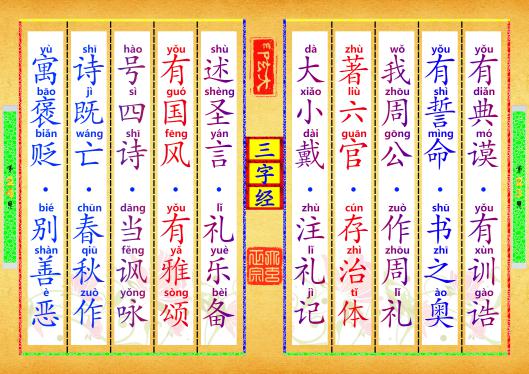 yǒu diǎn mó yǒu xùn gào
有典谟·有训诰
yǒu shì mìng shū zhī ào
有誓命·书之奥
wǒ zhōu gōng zuò zhōu lǐ
我周公·作周礼
zhù liù guān cún zhì tǐ
著六官·存治体
dà xiǎo dài zhù lǐ jì
大小戴·注礼记
三字经
shù shèng yán lǐ yuè bèi
述圣言·礼乐备
yǒu guó fēng yǒu yǎ sòng
有国风·有雅颂
hào sì shī dāng fěng yǒng
号四诗·当讽咏
shī jì wáng chūn qiū zuò
诗既亡·春秋作
yù bāo biǎn bié shàn è
寓褒贬·别善恶